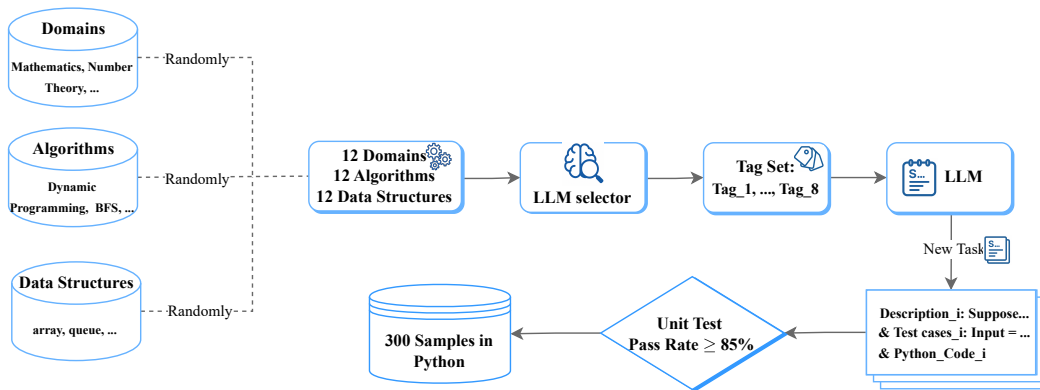 Domains
Mathematics, Number
Theory, ...
Randomly
Algorithms
Dynamic
Programming, BFS, ...
Randomly
Data Structures
array, queue, ...
Randomly
12 Domains
12 Algorithms
12 Data Structures
LLM selector
Tag Set:
Tag_1, ..., Tag_8
S...
LLM
New Task
S...
Description_i: Suppose...
& Test cases_i: Input = ...
& Python_Code_i
Unit Test
Pass Rate ≥ 85%
300 Samples in
Python